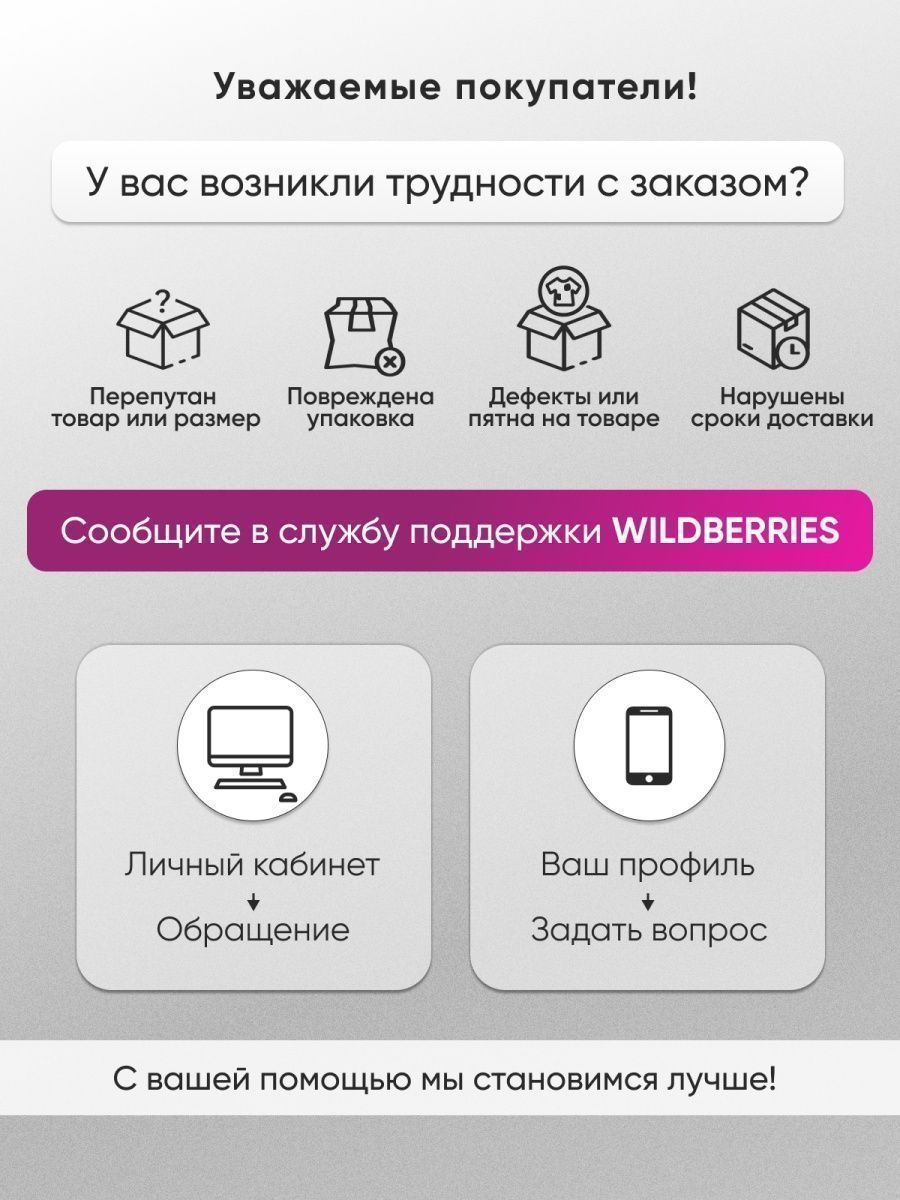 Уважаемые покупатели!
У вас возникли трудности с заказом?
?
Перепутан
товар или размер
Повреждена
упаковка
Дефекты или
пятна на товаре
Нарушены
сроки доставки
Сообщите в службу поддержки WILDBERRIES
Личный кабинет
Обращение
Ваш профиль
Задать вопрос
С вашей помощью мы становимся лучше!